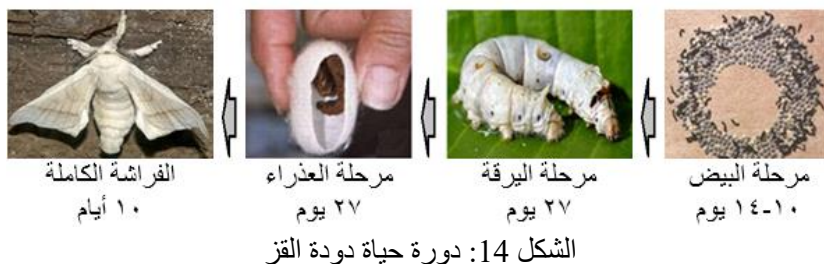 مرحلة البيض
١٠-١٤ يوم
مرحلة اليرقة
٢٧ يوم
مرحلة العذراء
٢٧ يوم
الفراشة الكاملة
١٠ أيام
الشكل 14: دورة حياة دودة القز